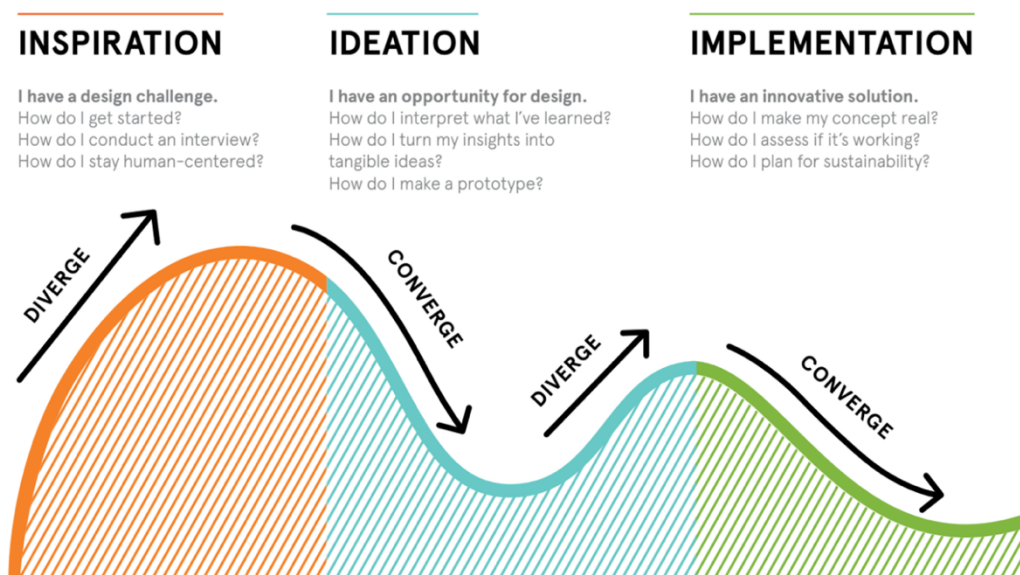 INSPIRATION
I have a design challenge.
How do I get started?
How do I conduct an interview?
How do I stay human-centered?
IDEATION
I have an opportunity for design.
How do I interpret what I've learned?
How do I turn my insights into
tangible ideas?
How do I make a prototype?
IMPLEMENTATION
I have an innovative solution.
How do I make my concept real?
How do I assess if it's working?
How do I plan for sustainability?
DIVERGE
CONVERGE
DIVERGE
CONVERGE